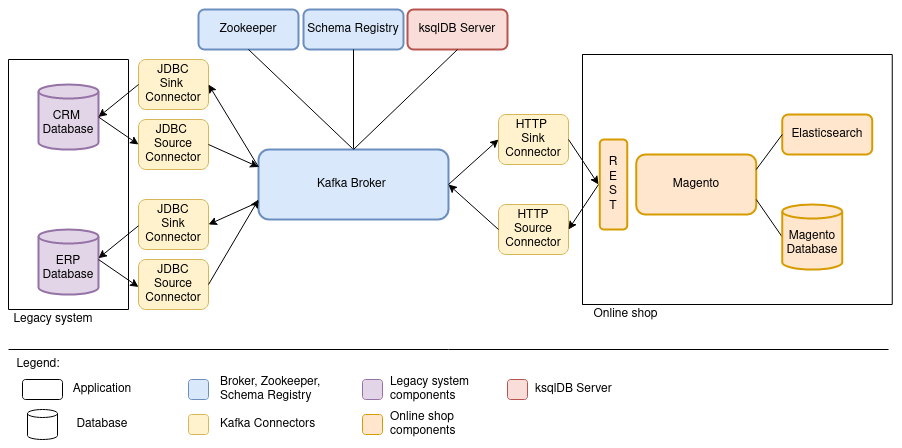 Zookeeper
Schema Registry
ksqlDB Server
CRM
Database
JDBC
Sink
Connector
JDBC
Source
Connector
ERP
Database
JDBC
Sink
Connector
JDBC
Source
Connector
Legacy system
Kafka Broker
HTTP
Sink
Connector
HTTP
Source
Connector
R
E
S
T
Magento
Elasticsearch
Magento
Database
Online shop
Legend:
Application
Database
Broker, Zookeeper,
Schema Registry
Kafka Connectors
Legacy system
components
Online shop
components
ksqlDB Server